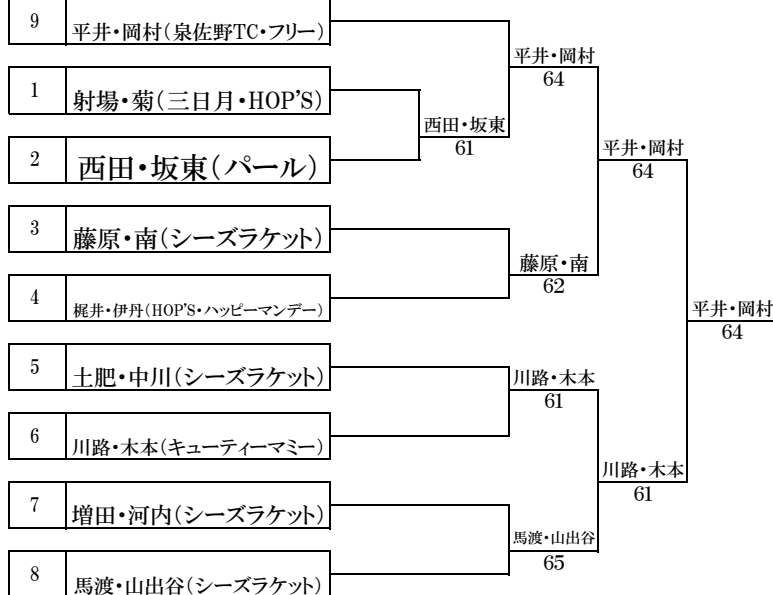 9 平井・岡村(泉佐野TC・フリー)
平井・岡村
64
1 射場・菊(三日月・HOP'S)
西田・坂東
61
2 西田・坂東(パール)
平井・岡村
64
3 藤原・南(シーズラケット)
藤原・南
62
4 梶井・伊丹(HOP'S・ハッピーマンデー)
平井・岡村
64
5 土肥・中川(シーズラケット)
川路・木本
61
6 川路・木本(キューティーマミー)
川路・木本
61
7 増田・河内(シーズラケット)
馬渡・山出谷
65
8 馬渡・山出谷(シーズラケット)